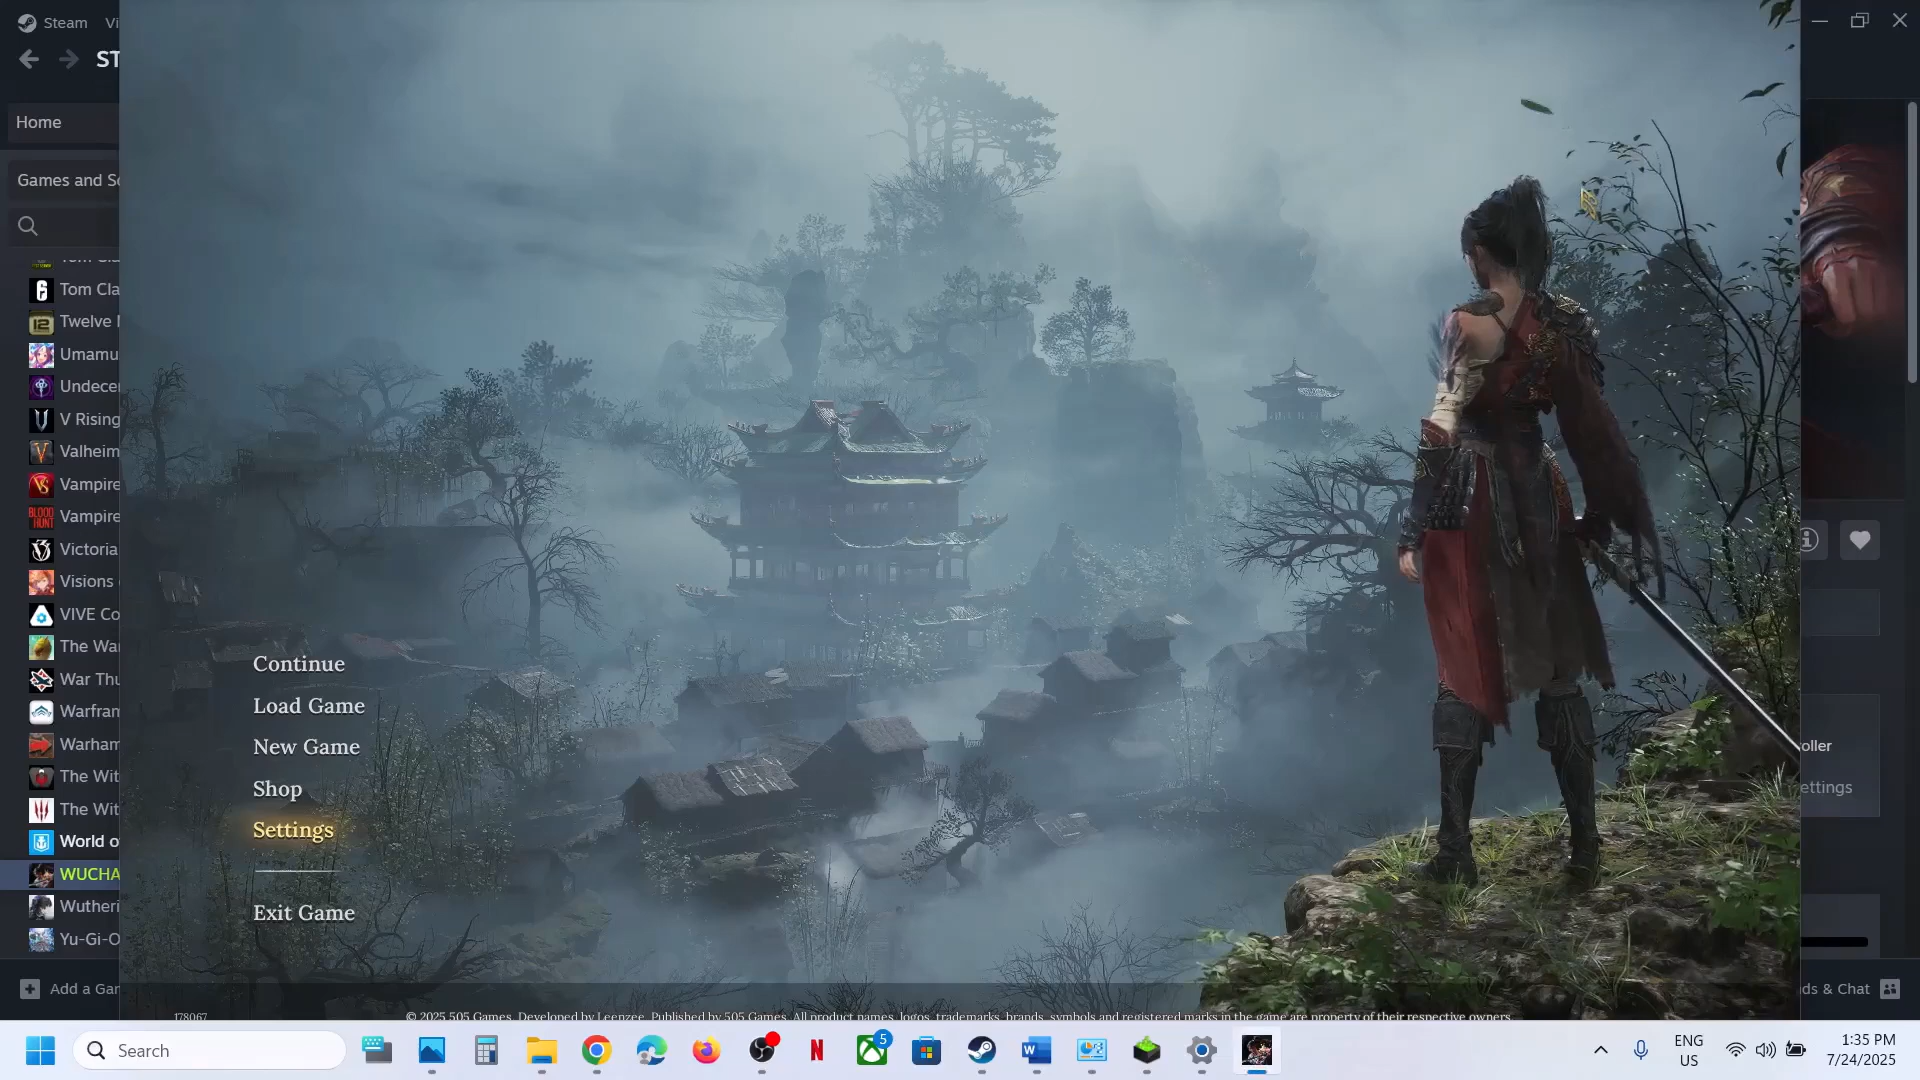 Steam Vi
ST
Home
Games and So
Tom Cla
Twelve
Umamu
Undece
V Rising
Valheim
Vampire
Vampire
Victoria
Visions
VIVE Co
The Wa
War Thu
Warfran
Warham
The Wit
The Wit
World o
WUCHA
Wutheri
Yu-Gi-O
Add a Gar
Continue
Load Game
New Game
Shop
Settings
Exit Game
178067
© 2025 505 Games. Developed by Leenzee. Published by 505 Games. All product names, logos, trademarks, brands, symbols and registered marks in the game are property of their respective owners.
oller
ettings
ds & Chat
Search
5
ENG
US
1:35 PM
7/24/2025